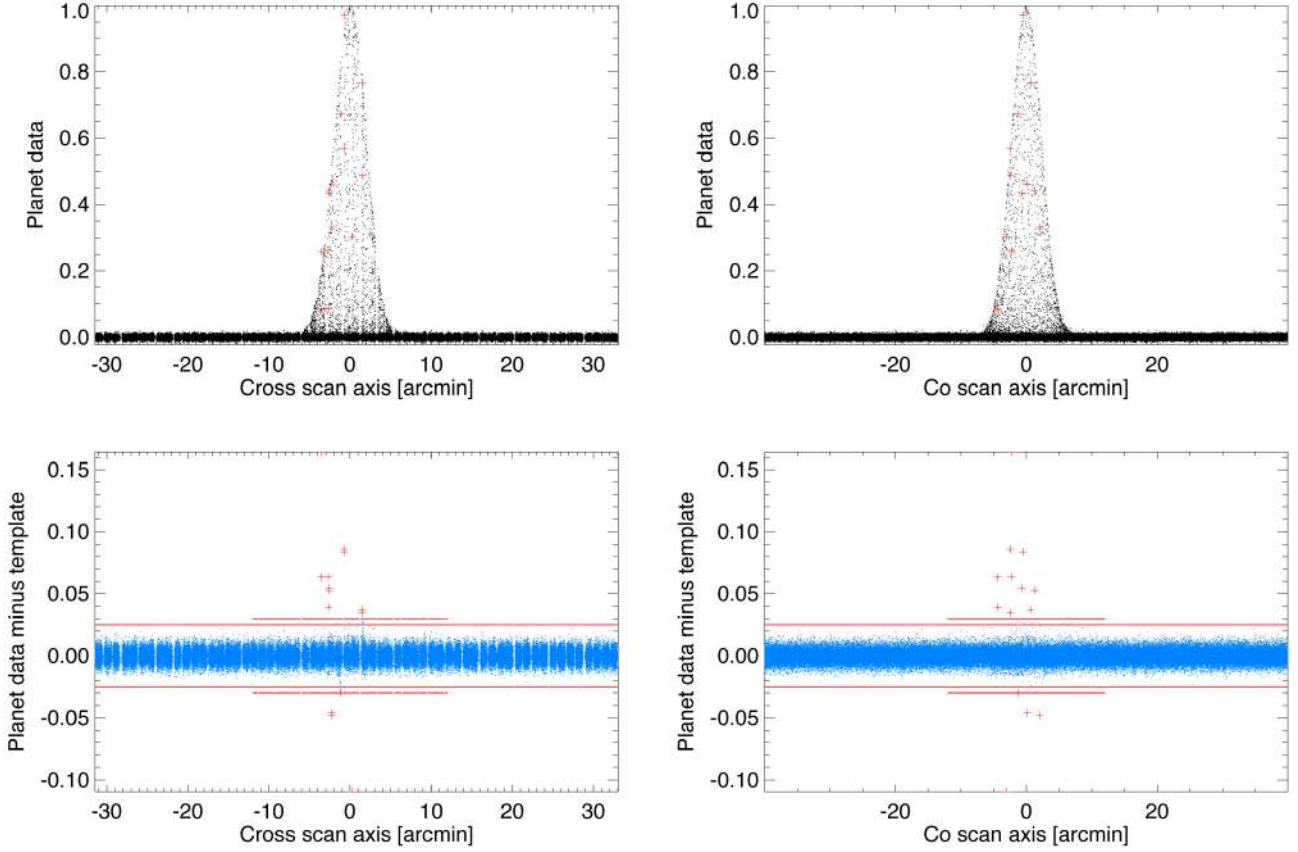 1.0
0.8
0.6
0.4
0.2
0.0
Planet data
-30 -20 -10 0 10 20 30
Cross scan axis [arcmin]
1.0
0.8
0.6
0.4
0.2
0.0
Planet data
-20 0 20
Co scan axis [arcmin]
0.15
0.10
0.05
0.00
-0.05
-0.10
Planet data minus template
-30 -20 -10 0 10 20 30
Cross scan axis [arcmin]
0.15
0.10
0.05
0.00
-0.05
-0.10
Planet data minus template
-20 0 20
Co scan axis [arcmin]